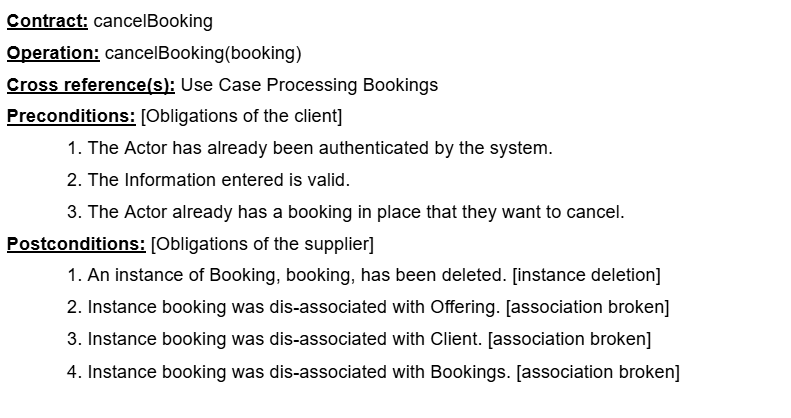 Contract: cancelBooking
Operation: cancelBooking(booking)
Cross reference(s): Use Case Processing Bookings
Preconditions: [Obligations of the client]
1. The Actor has already been authenticated by the system.
2. The Information entered is valid.
3. The Actor already has a booking in place that they want to cancel.
Postconditions: [Obligations of the supplier]
1. An instance of Booking, booking, has been deleted. [instance deletion]
2. Instance booking was dis-associated with Offering. [association broken]
3. Instance booking was dis-associated with Client. [association broken]
4. Instance booking was dis-associated with Bookings. [association broken]